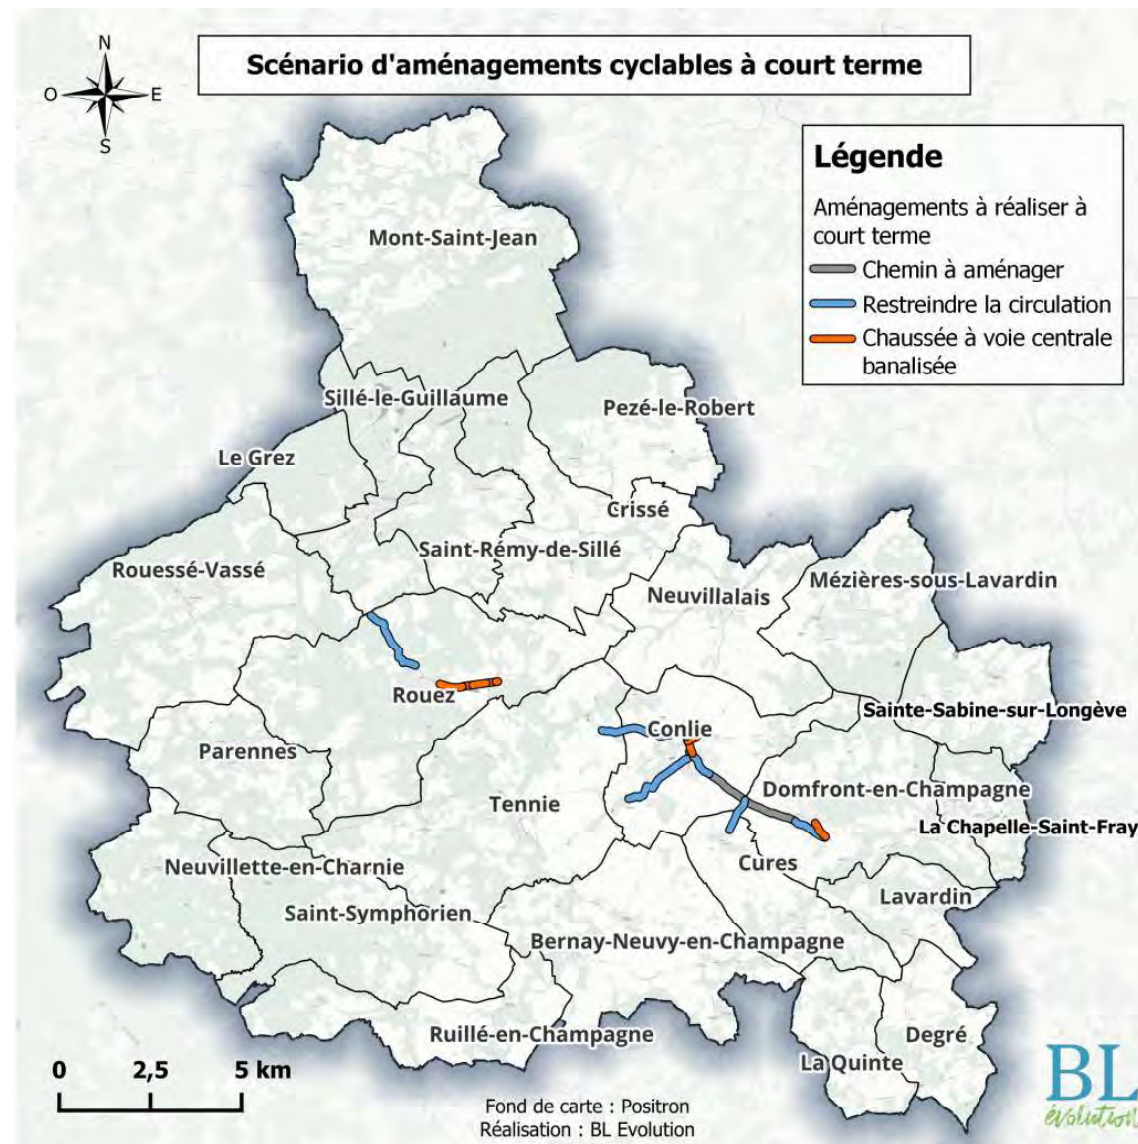 Scénario d'aménagements cyclables à court terme
N
O
E
S
Légende
Aménagements à réaliser à
court terme
Chemin à aménager
Restreindre la circulation
Chaussée à voie centrale
banalisée
Mont-Saint-Jean
Sillé-le-Guillaume
Pezé-le-Robert
Le Grez
Crissé
Saint-Rémy-de-Sillé
Rouessé-Vassé
Mézières-sous-Lavardin
Neuvillalais
Rouez
Sainte-Sabine-sur-Longève
Conlie
Parennes
Domfront-en-Champagne
Tennie
La Chapelle-Saint-Fray
Cures
Neuvillette-en-Charnie
Lavardin
Saint-Symphorien
Bernay-Neuvy-en-Champagne
Ruillé-en-Champagne
Degré
La Quinte
0 2,5 5 km
Fond de carte : Positron
Réalisation : BL Evolution
BL
évolution